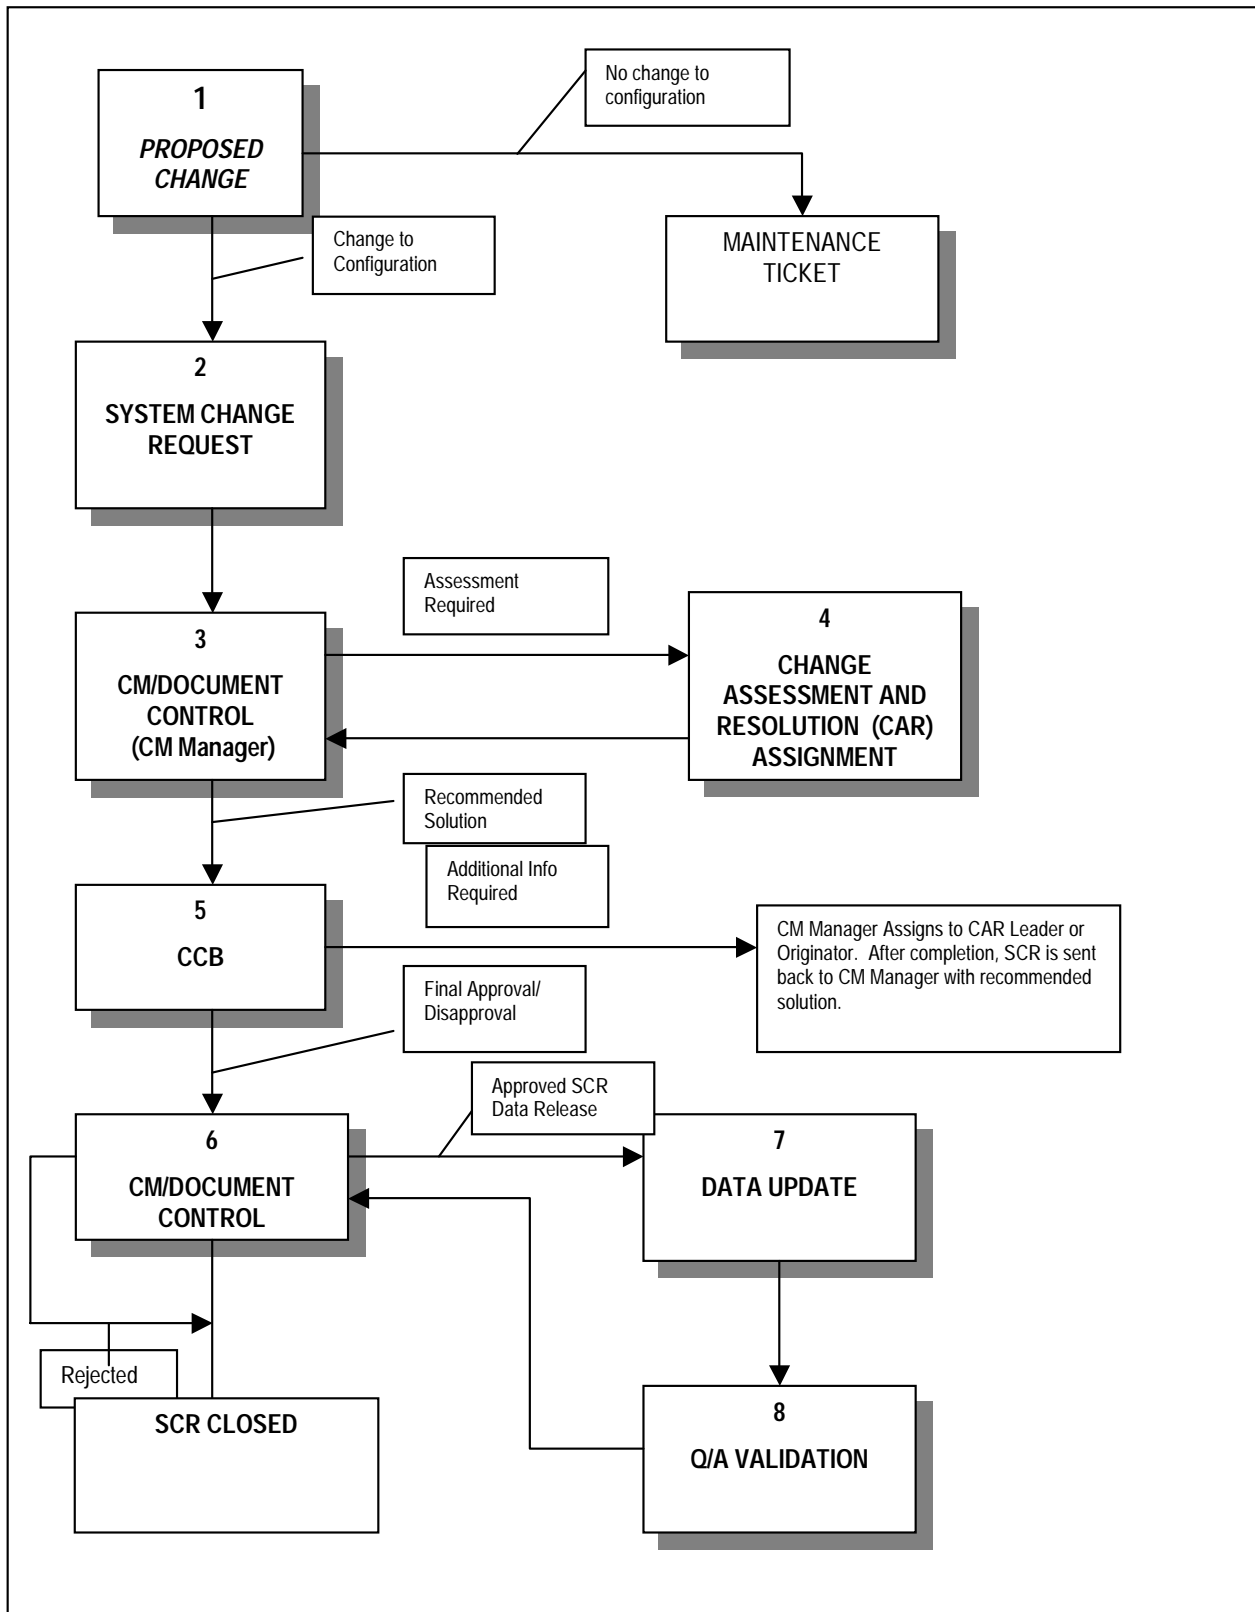 No change to
configuration
1
PROPOSED
CHANGE
Change to
Configuration
MAINTENANCE
TICKET
2
SYSTEM CHANGE
REQUEST
Assessment
Required
3
CM/DOCUMENT
CONTROL
(CM Manager)
4
CHANGE
ASSESSMENT AND
RESOLUTION (CAR)
ASSIGNMENT
Recommended
Solution
Additional Info
Required
5
CCB
CM Manager Assigns to CAR Leader or
Originator. After completion, SCR is sent
back to CM Manager with recommended
solution.
Final Approval/
Disapproval
Approved SCR
Data Release
6
CM/DOCUMENT
CONTROL
7
DATA UPDATE
Rejected
SCR CLOSED
8
Q/A VALIDATION